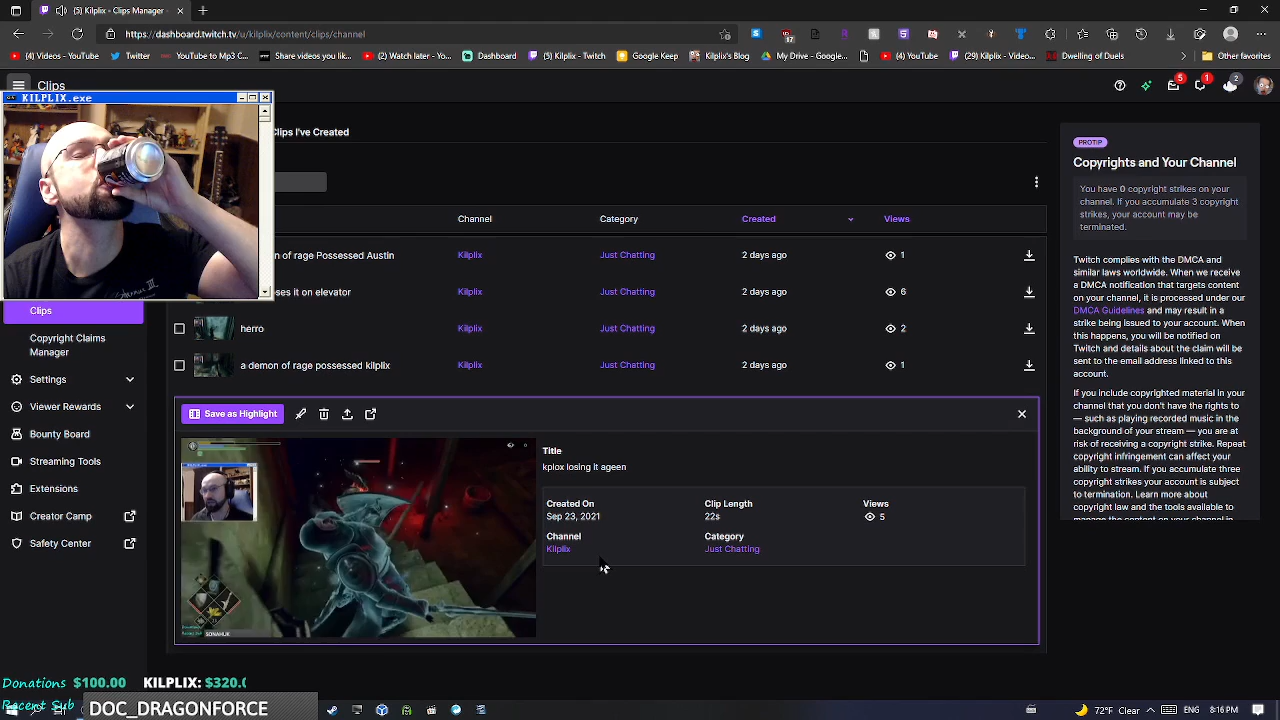 (5) Kilplix - Clip Manager -
https://dashboard.twitch.tv/u/kilplix/content/clips/channel
(4) Videos - YouTube
Twitter
YouTube to Mp3 C...
Share videos you lik...
(2) Watch later - Yo...
Dashboard
(5) Kilplix - Twitch
Google Keep
Kilplix's Blog
Google Drive
(4) Kilplix - YouTube
(29) Kilplix - Video...
Dwelling of Duels
Other favorites
Clips
5
1
2
KILPLIX.exe
Clips I've Created
Channel
Category
Created
Views
n of rage Possessed Austin
Kilplix
Just Chatting
2 days ago
1
ses it on elevator
Kilplix
Just Chatting
2 days ago
6
herro
Kilplix
Just Chatting
2 days ago
2
a demon of rage possessed kilplix
Kilplix
Just Chatting
2 days ago
1
Clips
Copyright Claims
Manager
Settings
Viewer Rewards
Bounty Board
Streaming Tools
Extensions
Creator Camp
Safety Center
Save as Highlight
Title
kiprix losing it ageen
Created On
Sep 23, 2021
Clip Length
22s
Views
5
Channel
Kilplix
Category
Just Chatting
SONAHUK
PROTIP
Copyrights and Your Channel
You have 0 copyright strikes on your
channel. If you accumulate 3 copyright
strikes, your account may be
terminated.
Twitch complies with the DMCA and
similar laws worldwide. When we receive
a DMCA notification of claimed
infringement on your channel, it is
DMCA Guidelines and may result in a
strike being issued to your account. When
this happens, you will be notified on
Twitch and details about the claim will be
sent to the email address linked to this
account.
If you include copyrighted material in your
channel that you don't have the rights to
— such as playing recorded music in the
background of your stream — you are at
risk of receiving a copyright strike. Repeat
copyright infringement can affect your
ability to stream. If you accumulate three
copyright strikes, your account is subject
to termination. Learn more about
copyright law and the tools available to
Donations $100.00
KILPLIX: $320.0
Recent Sub
DOC_DRAGONFORCE
72°F Clear
8:16 PM